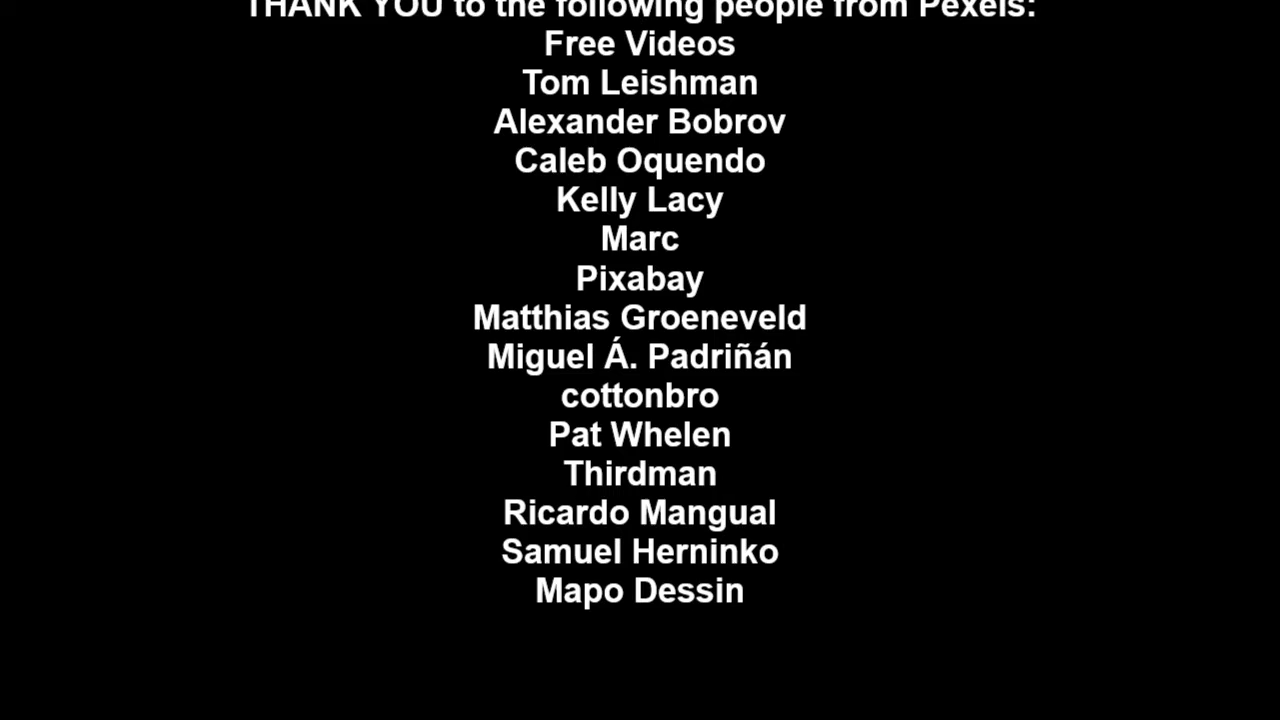 THANK YOU to the following people from Pexels:
Free Videos
Tom Leishman
Alexander Bobrov
Caleb Oquendo
Kelly Lacy
Marc
Pixabay
Matthias Groeneveld
Miguel Á. Padriñán
cottonbro
Pat Whelen
Thirdman
Ricardo Mangual
Samuel Herninko
Mapo Dessin